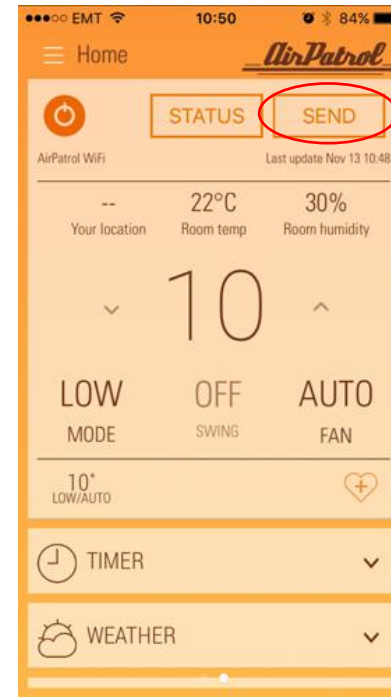 EMT 10:50 84%
Home AirPatrol
STATUS SEND
AirPatrol WiFi Last update Nov 13 10:48
-- 22°C 30%
Your location Room temp Room humidity
10
LOW OFF AUTO
MODE SWING FAN
10°
LOW/AUTO
TIMER
WEATHER